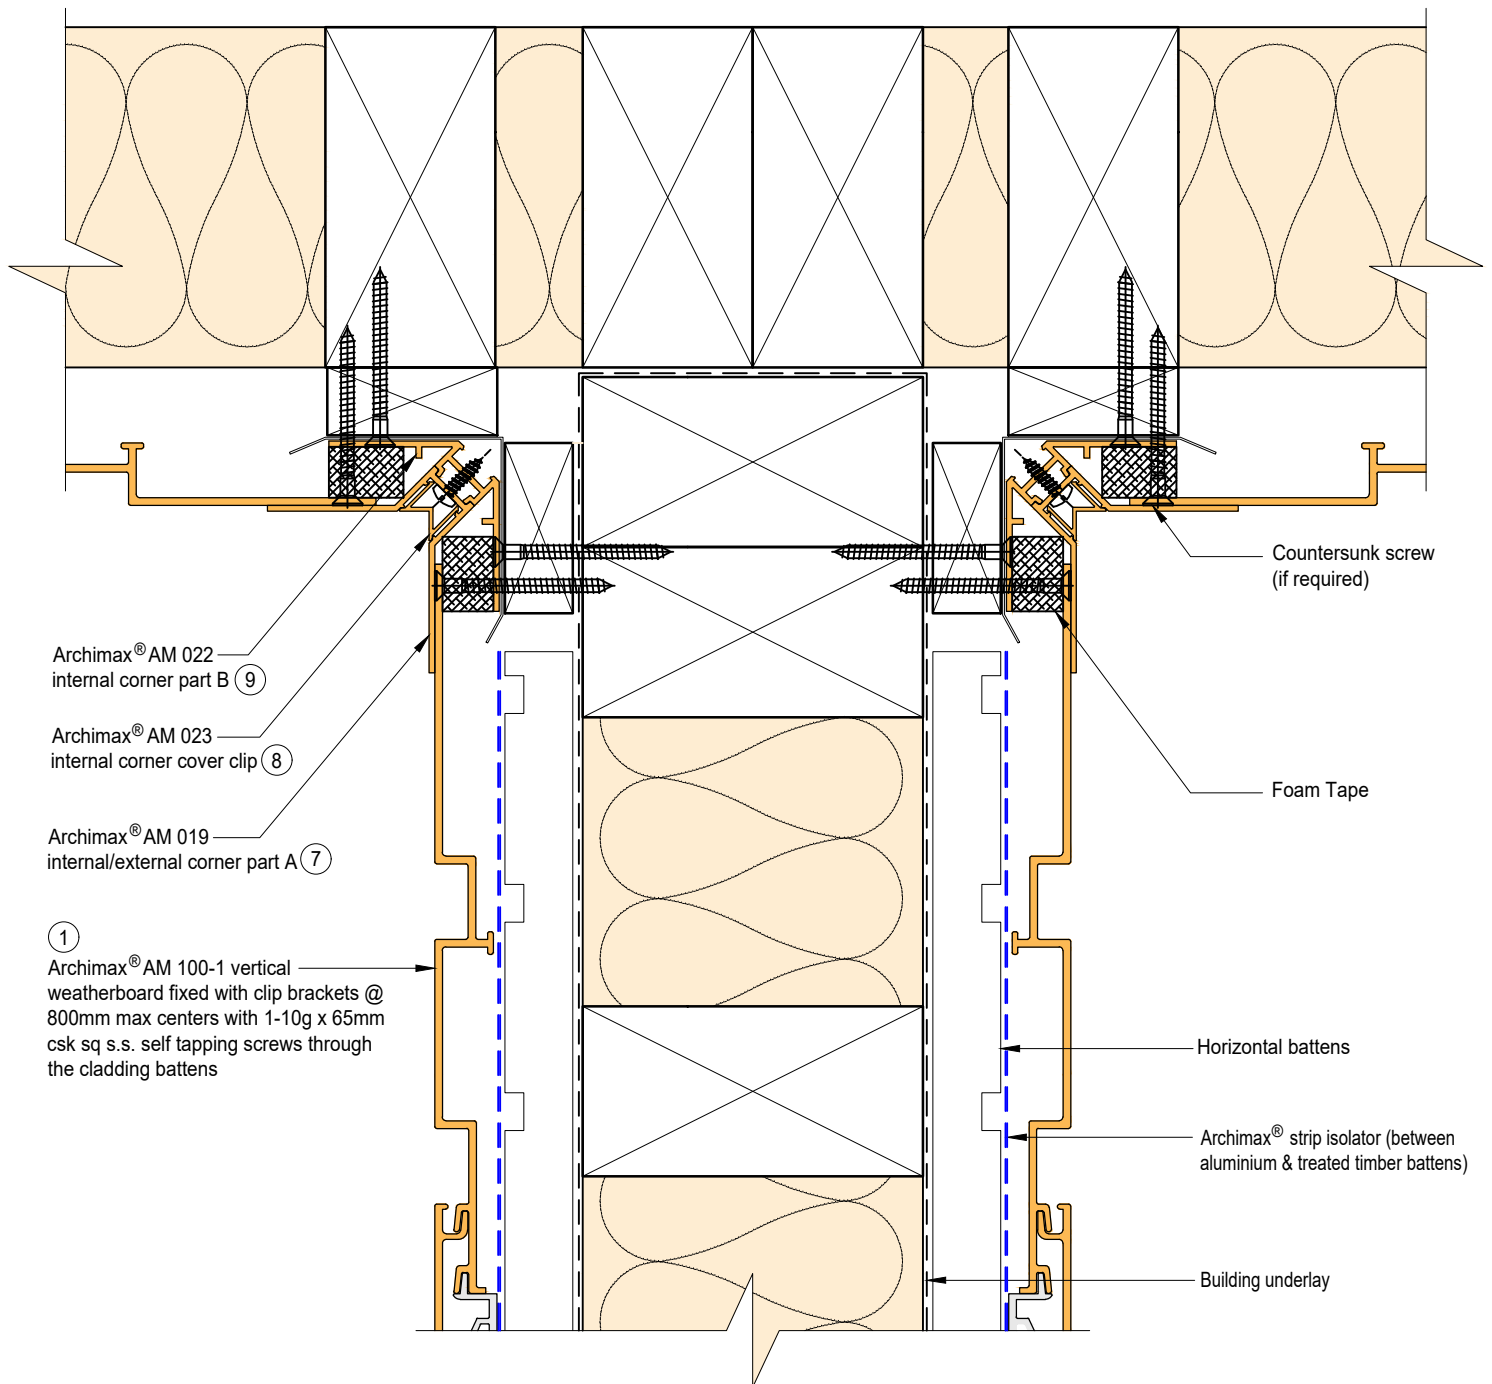 Archimax® AM 022
internal corner part B 9
Archimax® AM 023
internal corner cover clip 8
Archimax® AM 019
internal/external corner part A 7
1
Archimax® AM 100-1 vertical
weatherboard fixed with clip brackets @
800mm max centers with 1-10g x 65mm
csk sq s.s. self tapping screws through
the cladding battens
Countersunk screw
(if required)
Foam Tape
Horizontal battens
Archimax® strip isolator (between
aluminium & treated timber battens)
Building underlay